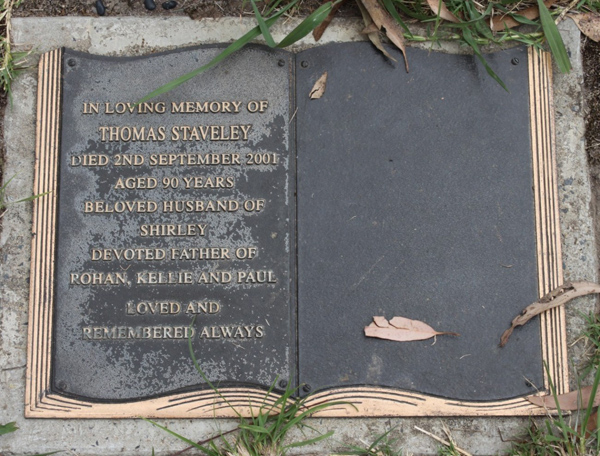 IN LOVING MEMORY OF
THOMAS STAVELEY
DIED 2ND SEPTEMBER 2001
AGED 90 YEARS
BELOVED HUSBAND OF
SHIRLEY
DEVOTED FATHER OF
ROHAN, KELLIE AND PAUL
LOVED AND
REMEMBERED ALWAYS